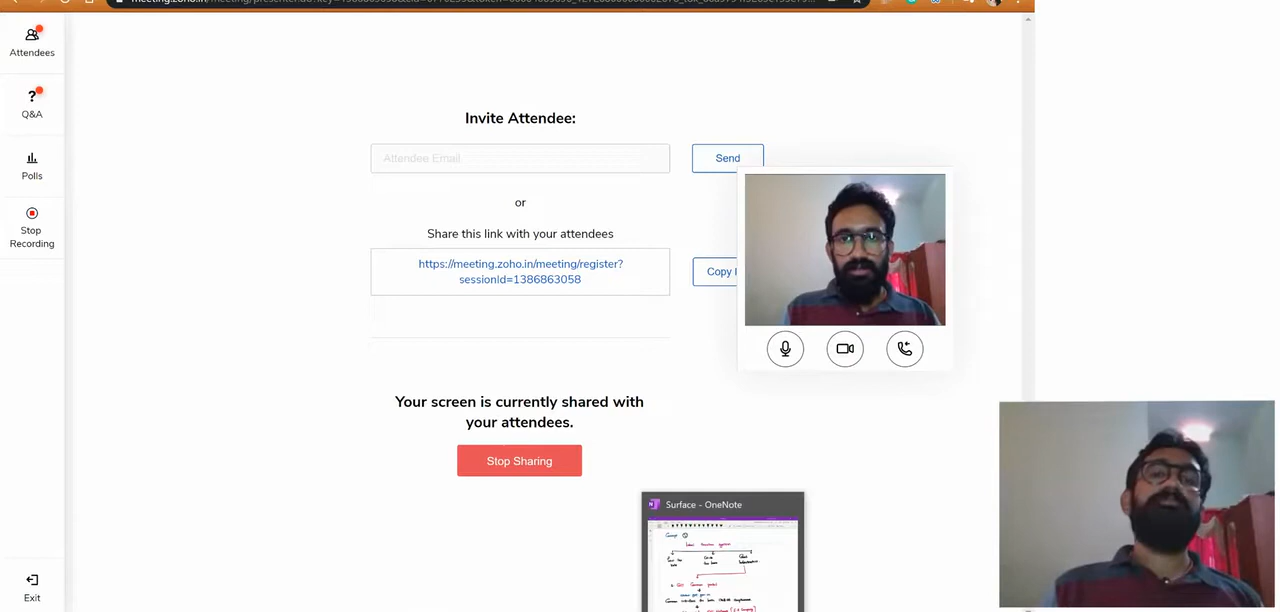 Attendees
Q&A
Polls
Stop
Recording
Exit
Invite Attendee:
Attendee Email
Send
or
Share this link with your attendees
https://meeting.zoho.in/meeting/register?
sessionId=1386863058
Copy
Your screen is currently shared with
your attendees.
Stop Sharing
Surface - OneNote